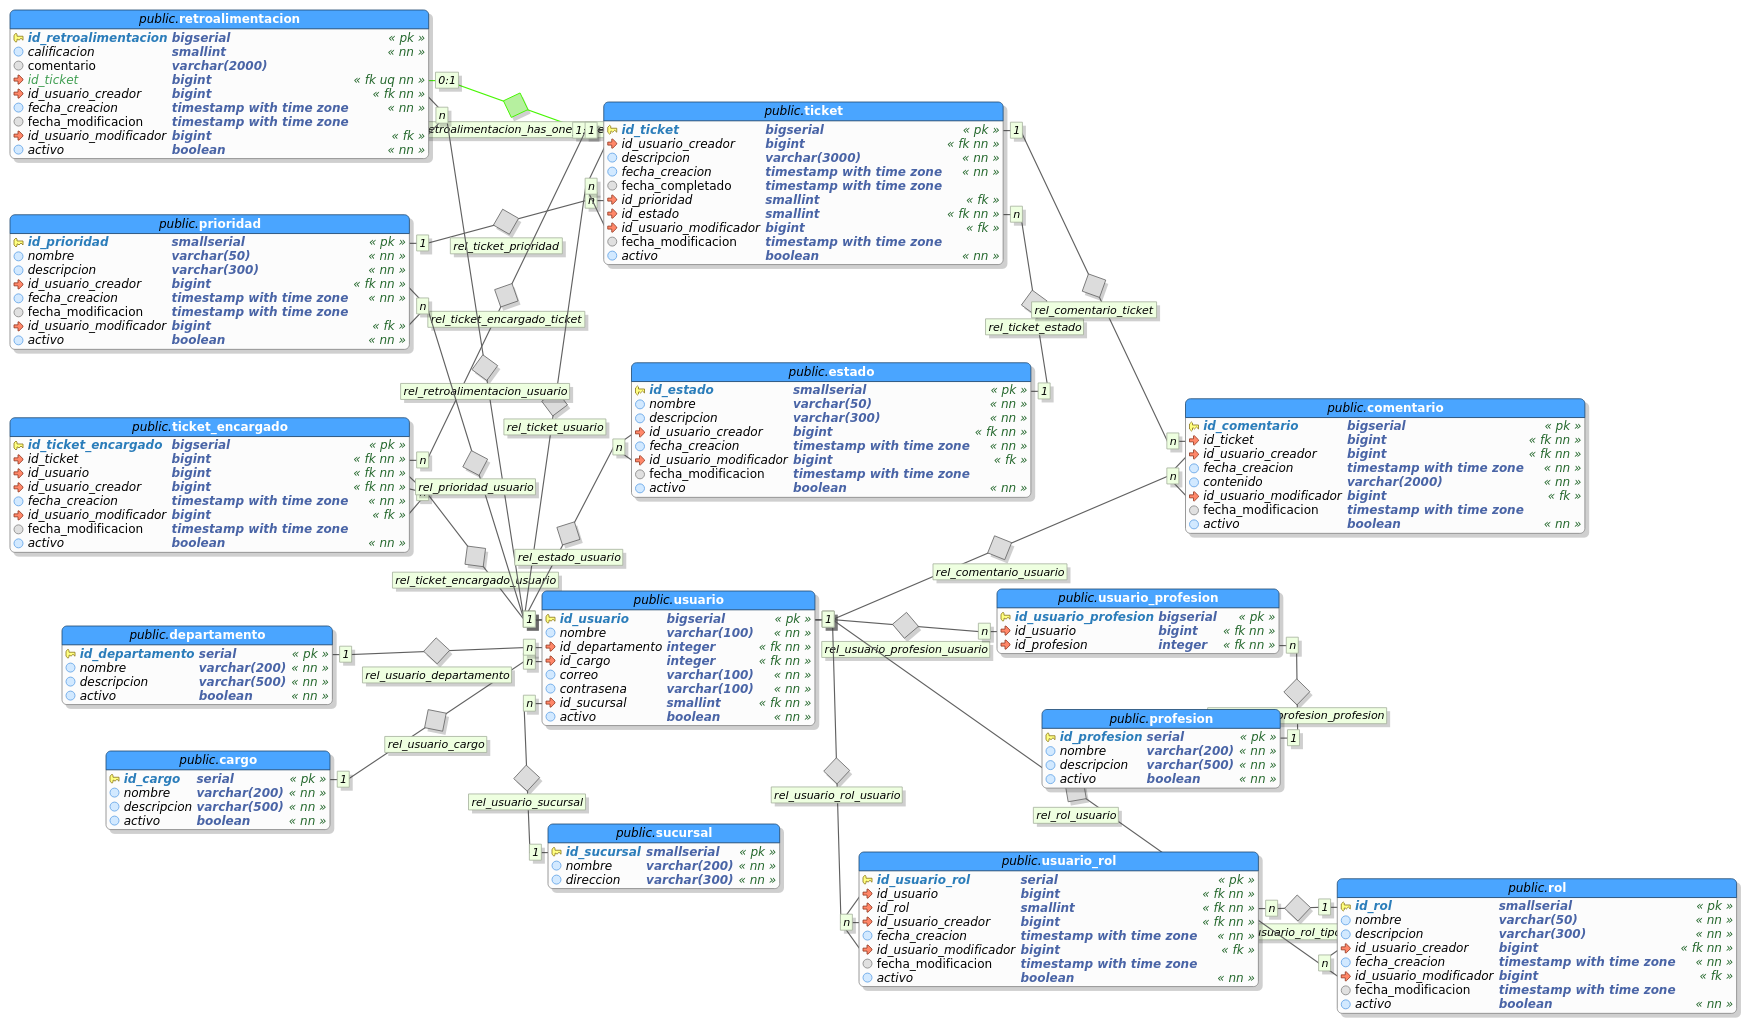 public.retroalimentacion
id_retroalimentacion bigserial « pk »
calificacion smallint « nn »
comentario varchar(2000)
id_ticket bigint « fk uq nn »
id_usuario_creador bigint « fk nn »
fecha_creacion timestamp with time zone « nn »
fecha_modificacion timestamp with time zone
id_usuario_modificador bigint « fk »
activo boolean « nn »
0:1
n
etroalimentacion_has_one
1
public.ticket
id_ticket bigserial « pk »
id_usuario_creador bigint « fk nn »
descripcion varchar(3000) « nn »
fecha_creacion timestamp with time zone « nn »
fecha_completado timestamp with time zone
id_prioridad smallint « fk »
id_estado smallint « fk nn »
id_usuario_modificador bigint « fk »
fecha_modificacion timestamp with time zone
activo boolean « nn »
1
n
n
n
public.prioridad
id_prioridad smallserial « pk »
nombre varchar(50) « nn »
descripcion varchar(300) « nn »
id_usuario_creador bigint « fk nn »
fecha_creacion timestamp with time zone « nn »
fecha_modificacion timestamp with time zone
id_usuario_modificador bigint « fk »
activo boolean « nn »
1
n
rel_ticket_prioridad
rel_ticket_encargado_ticket
rel_comentario_ticket
rel_ticket_estado
rel_retroalimentacion_usuario
rel_ticket_usuario
public.estado
id_estado smallserial « pk »
nombre varchar(50) « nn »
descripcion varchar(300) « nn »
id_usuario_creador bigint « fk nn »
fecha_creacion timestamp with time zone « nn »
id_usuario_modificador bigint « fk »
fecha_modificacion timestamp with time zone
activo boolean « nn »
1
n
public.comentario
id_comentario bigserial « pk »
id_ticket bigint « fk nn »
id_usuario_creador bigint « fk nn »
fecha_creacion timestamp with time zone « nn »
contenido varchar(2000) « nn »
id_usuario_modificador bigint « fk »
fecha_modificacion timestamp with time zone
activo boolean « nn »
n
n
public.ticket_encargado
id_ticket_encargado bigserial « pk »
id_ticket bigint « fk nn »
id_usuario bigint « fk nn »
id_usuario_creador bigint « fk nn »
fecha_creacion timestamp with time zone « nn »
id_usuario_modificador bigint « fk »
fecha_modificacion timestamp with time zone
activo boolean « nn »
n
rel_prioridad_usuario
rel_estado_usuario
rel_ticket_encargado_usuario
rel_comentario_usuario
public.usuario
id_usuario bigserial « pk »
nombre varchar(100) « nn »
id_departamento integer « fk nn »
id_cargo integer « fk nn »
correo varchar(100) « nn »
contrasena varchar(100) « nn »
id_sucursal smallint « fk nn »
activo boolean « nn »
1
n
n
n
1
public.usuario_profesion
id_usuario_profesion bigserial « pk »
id_usuario bigint « fk nn »
id_profesion integer « fk nn »
n
n
rel_usuario_profesion_usuario
public.departamento
id_departamento serial « pk »
nombre varchar(200) « nn »
descripcion varchar(500) « nn »
activo boolean « nn »
1
rel_usuario_departamento
rel_usuario_cargo
profesion_profesion
public.profesion
id_profesion serial « pk »
nombre varchar(200) « nn »
descripcion varchar(500) « nn »
activo boolean « nn »
1
public.cargo
id_cargo serial « pk »
nombre varchar(200) « nn »
descripcion varchar(500) « nn »
activo boolean « nn »
1
rel_usuario_sucursal
rel_usuario_rol_usuario
rel_rol_usuario
public.sucursal
id_sucursal smallserial « pk »
nombre varchar(200) « nn »
direccion varchar(300) « nn »
1
public.usuario_rol
id_usuario_rol serial « pk »
id_usuario bigint « fk nn »
id_rol smallint « fk nn »
id_usuario_creador bigint « fk nn »
fecha_creacion timestamp with time zone « nn »
id_usuario_modificador bigint « fk »
fecha_modificacion timestamp with time zone
activo boolean « nn »
n
n
1
usuario_rol_tipo
n
public.rol
id_rol smallserial « pk »
nombre varchar(50) « nn »
descripcion varchar(300) « nn »
id_usuario_creador bigint « fk nn »
fecha_creacion timestamp with time zone « nn »
id_usuario_modificador bigint « fk »
fecha_modificacion timestamp with time zone
activo boolean « nn »